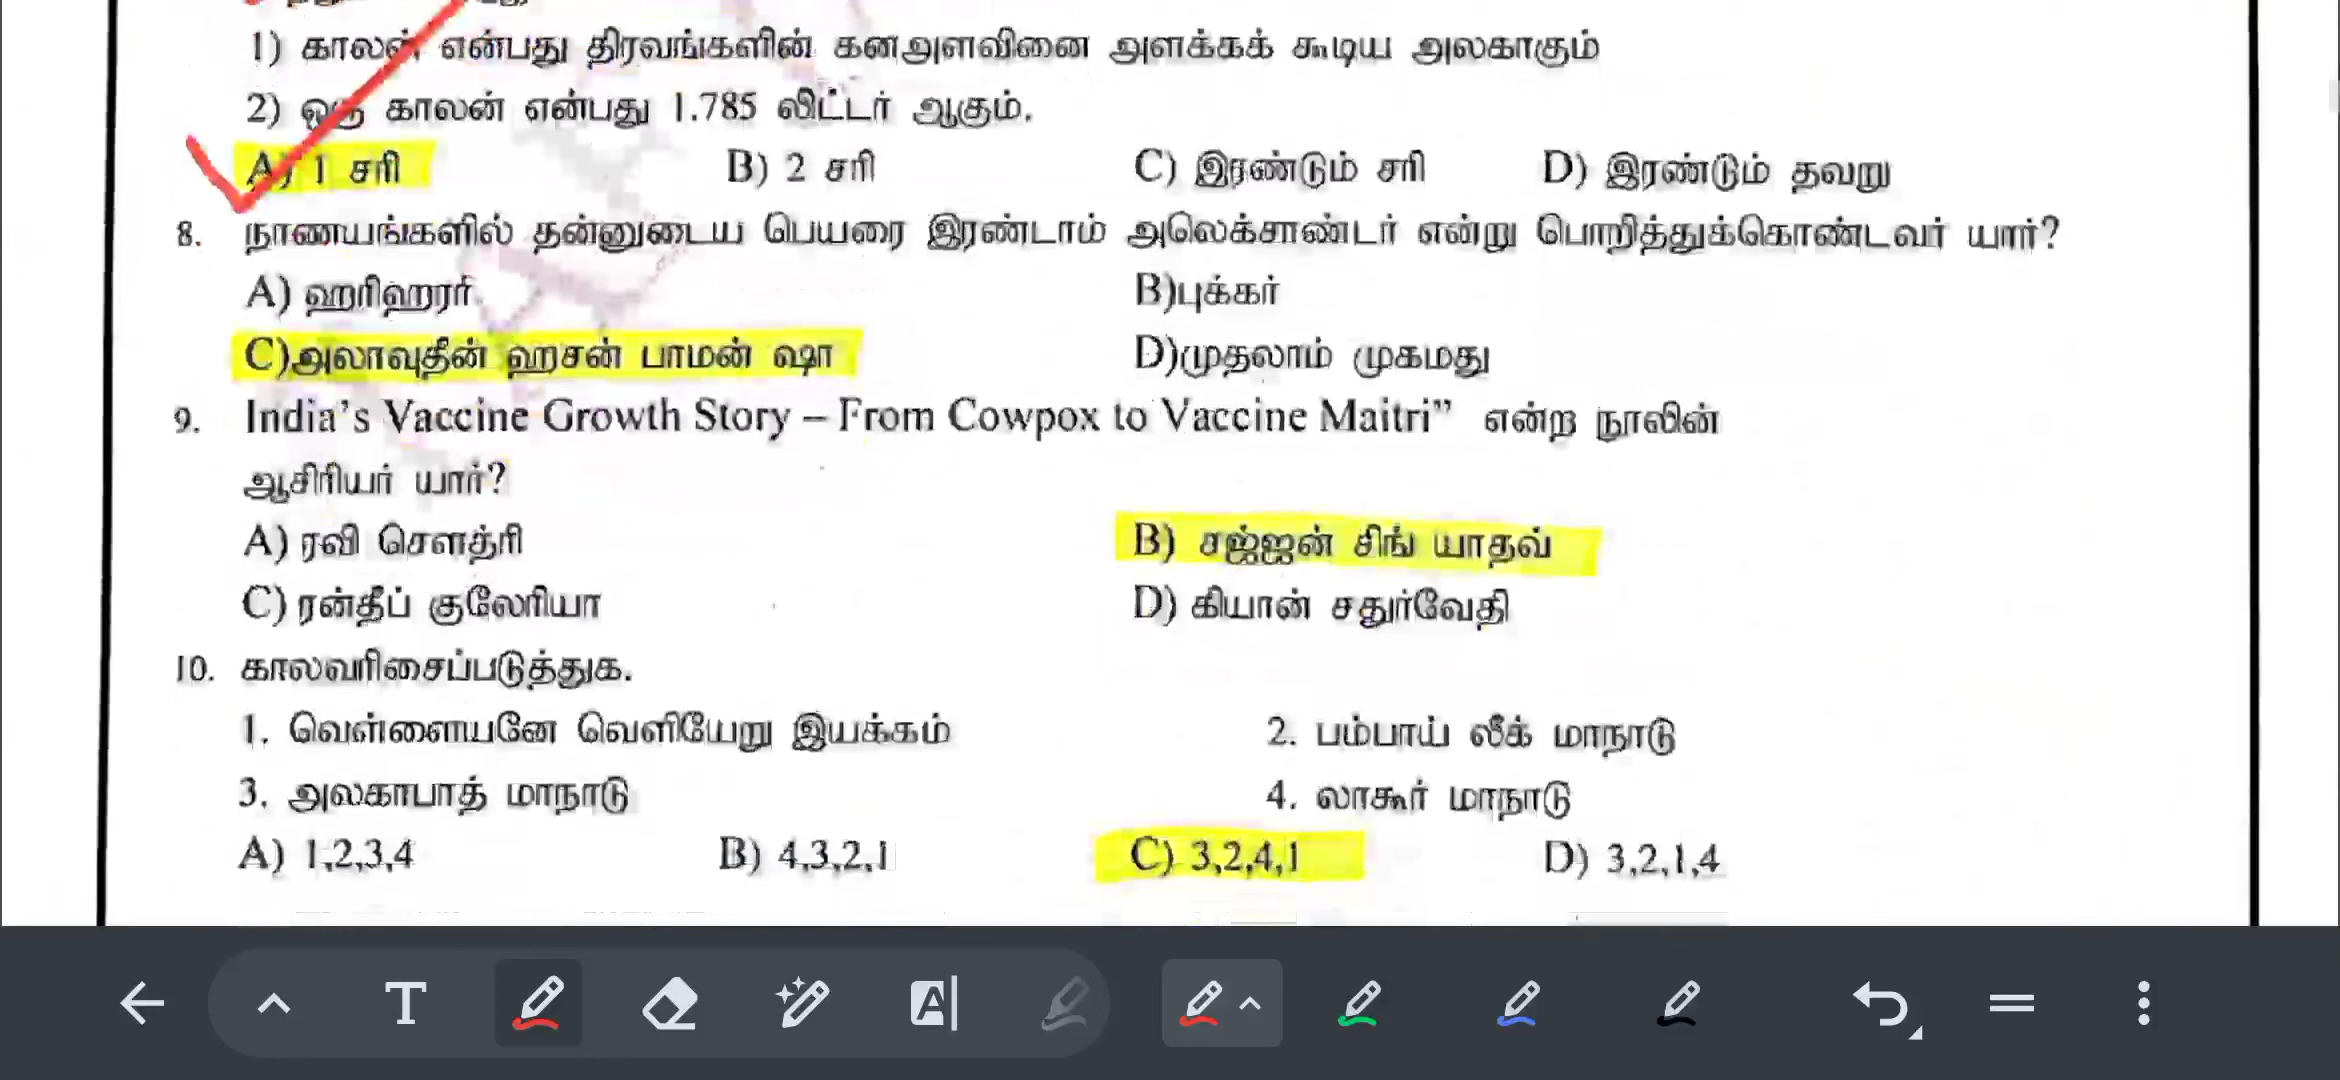 1) காலன் என்பது திரவங்களின் கனஅளவினை அளக்கக் கூடிய அலகாகும்
2) ஒரு காலன் என்பது 1.785 லிட்டர் ஆகும்.
A) 1 சரி B) 2 சரி C) இரண்டும் சரி D) இரண்டும் தவறு
8. நாணயங்களில் தன்னுடைய பெயரை இரண்டாம் அலெக்சாண்டர் என்று பொறித்துக்கொண்டவர் யார்?
A) ஹரிஹரர் B)புக்கர்
C)அலாவுதீன் ஹசன் பாமன் ஷா D)முதலாம் முகமது
9. India's Vaccine Growth Story – From Cowpox to Vaccine Maitri” என்ற நூலின்
ஆசிரியர் யார்?
A) ரவி சௌத்ரி B) சஜ்ஜன் சிங் யாதவ்
C) ரன்தீப் குலேரியா D) கியான் சதுர்வேதி
10. காலவரிசைப்படுத்துக.
1. வெள்ளையனே வெளியேறு இயக்கம் 2. பம்பாய் லீக் மாநாடு
3. அலகாபாத் மாநாடு 4. லாகூர் மாநாடு
A) 1,2,3,4 B) 4,3,2,1 C) 3,2,4,1 D) 3,2,1,4